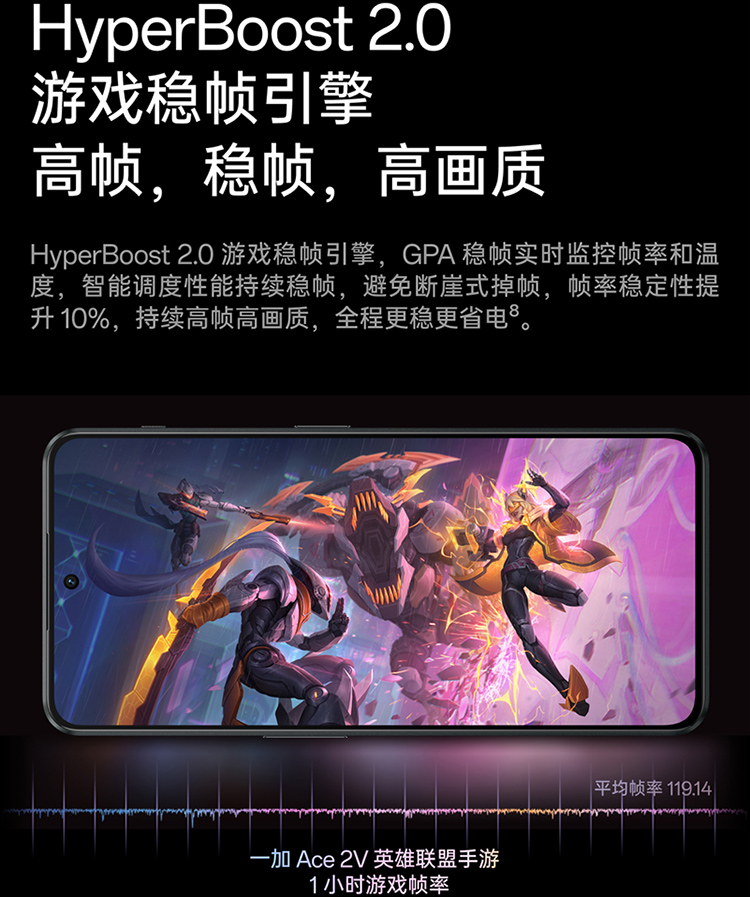 HyperBoost 2.0
游戏稳帧引擎
高帧，稳帧，高画质
HyperBoost 2.0 游戏稳帧引擎，GPA 稳帧实时监控帧率和温
度，智能调度性能持续稳帧，避免断崖式掉帧，帧率稳定性提
升 10%，持续高帧高画质，全程更稳更省电⁸。
平均帧率 119.14
一加 Ace 2V 英雄联盟手游
1 小时游戏帧率